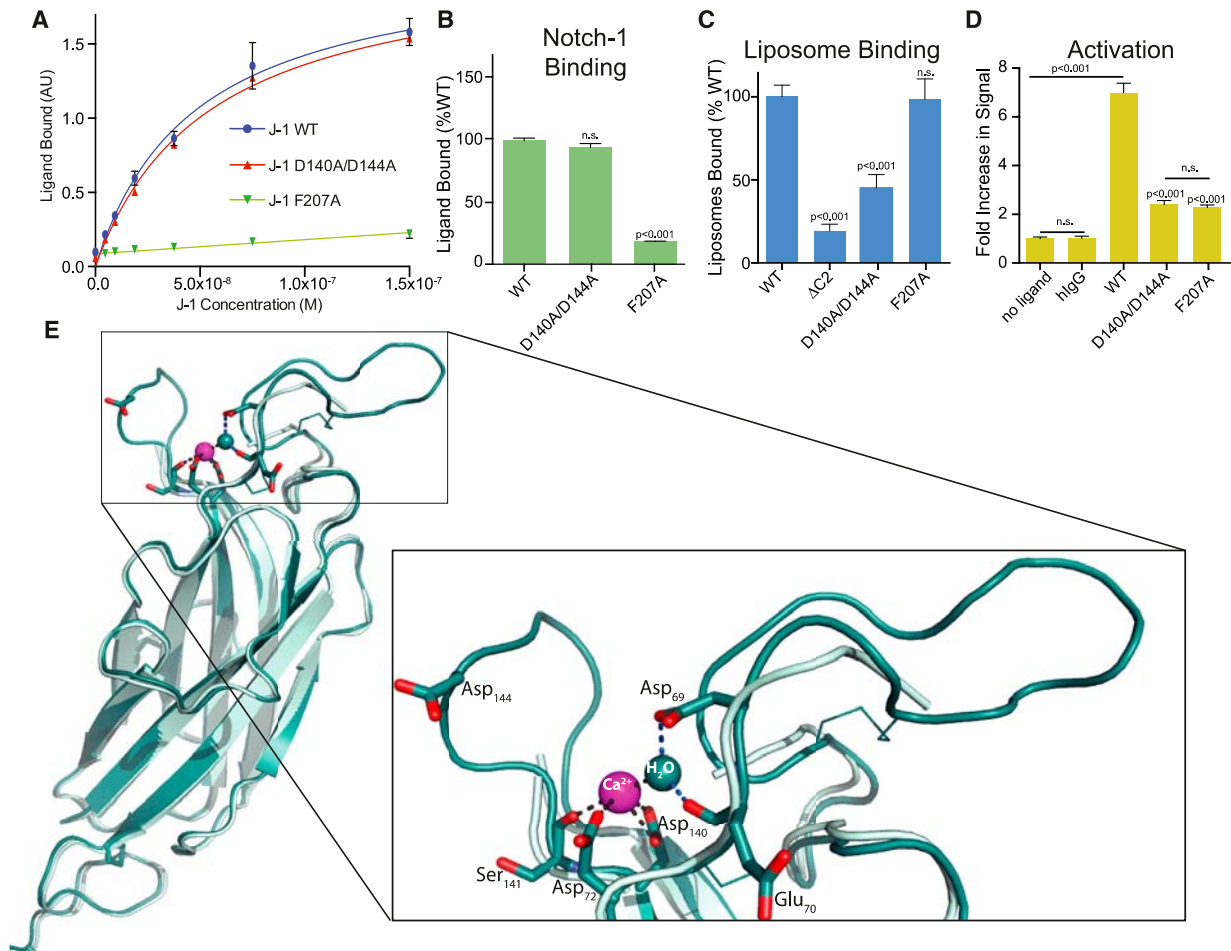 A
Ligand Bound (AU)
1.5
1.0
0.5
0.0
J-1 WT
J-1 D140A/D144A
J-1 F207A
0.0
5.0x10⁻⁸
1.0x10⁻⁷
1.5x10⁻⁷
J-1 Concentration (M)
B
Notch-1
Binding
Ligand Bound (%WT)
150
100
50
0
n.s.
p<0.001
WT
D140A/D144A
F207A
C
Liposome Binding
Liposomes Bound (% WT)
100
50
0
p<0.001
p<0.001
n.s.
WT
ΔC2
D140A/D144A
F207A
D
Activation
Fold Increase in Signal
8
6
4
2
0
p<0.001
n.s.
n.s.
p<0.001
p<0.001
no ligand
hIgG
WT
D140A/D144A
F207A
E
Asp₁₄₄
Asp₆₉
H₂O
Ca²⁺
Asp₁₄₀
Ser₁₄₁
Asp₇₂
Glu₇₀